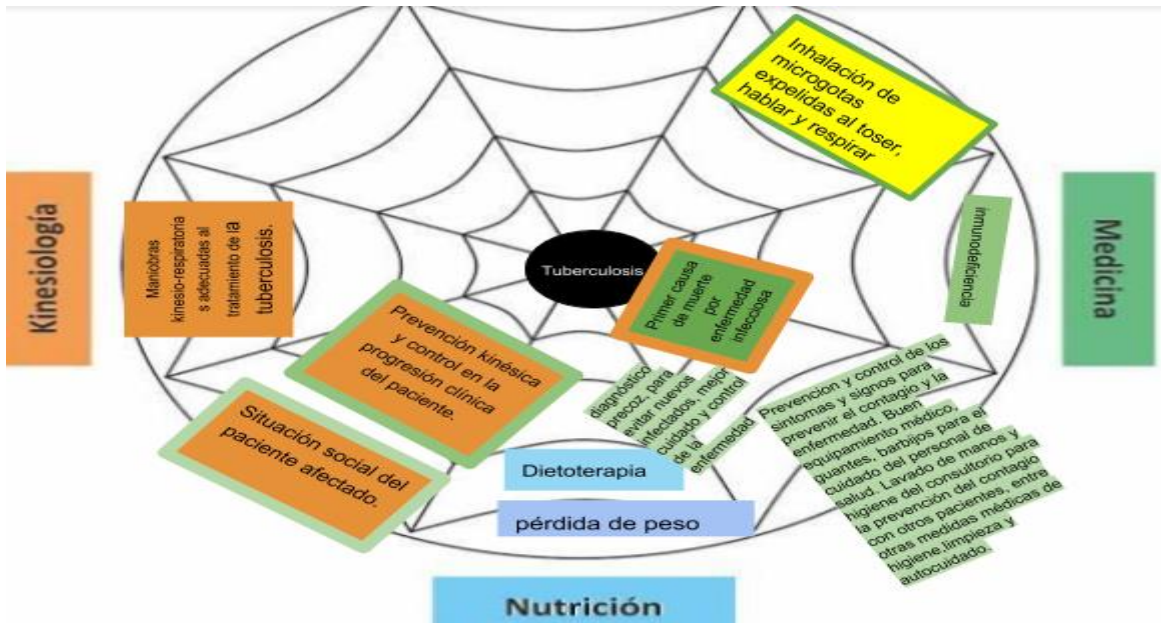 Inhalación de
microgotas
expelidas al toser,
hablar y respirar
Kinesiología
Maniobras
kinesio-respiratoria
s adecuadas al
tratamiento de la
tuberculosis.
Tuberculosis
Primer causa
de muerte
por
enfermedad
infecciosa
inmunodeficiencia
Medicina
Prevención kinésica
y control en la
progresión clínica
del paciente.
Situación social del
paciente afectado.
diagnóstico
precoz, para
evitar nuevos
infectados, mejor
cuidado y control
de la
enfermedad
Prevencion y control de los
sintomas y signos para
prevenir el contagio y la
enfermedad. Buen
equipamiento médico,
guantes, barbijos para el
cuidado del personal de
salud. Lavado de manos y
higiene del consultorio para
la prevención del contagio
con otros pacientes, entre
otras medidas médicas de
higiene,limpieza y
autocuidado.
Dietoterapia
pérdida de peso
Nutrición